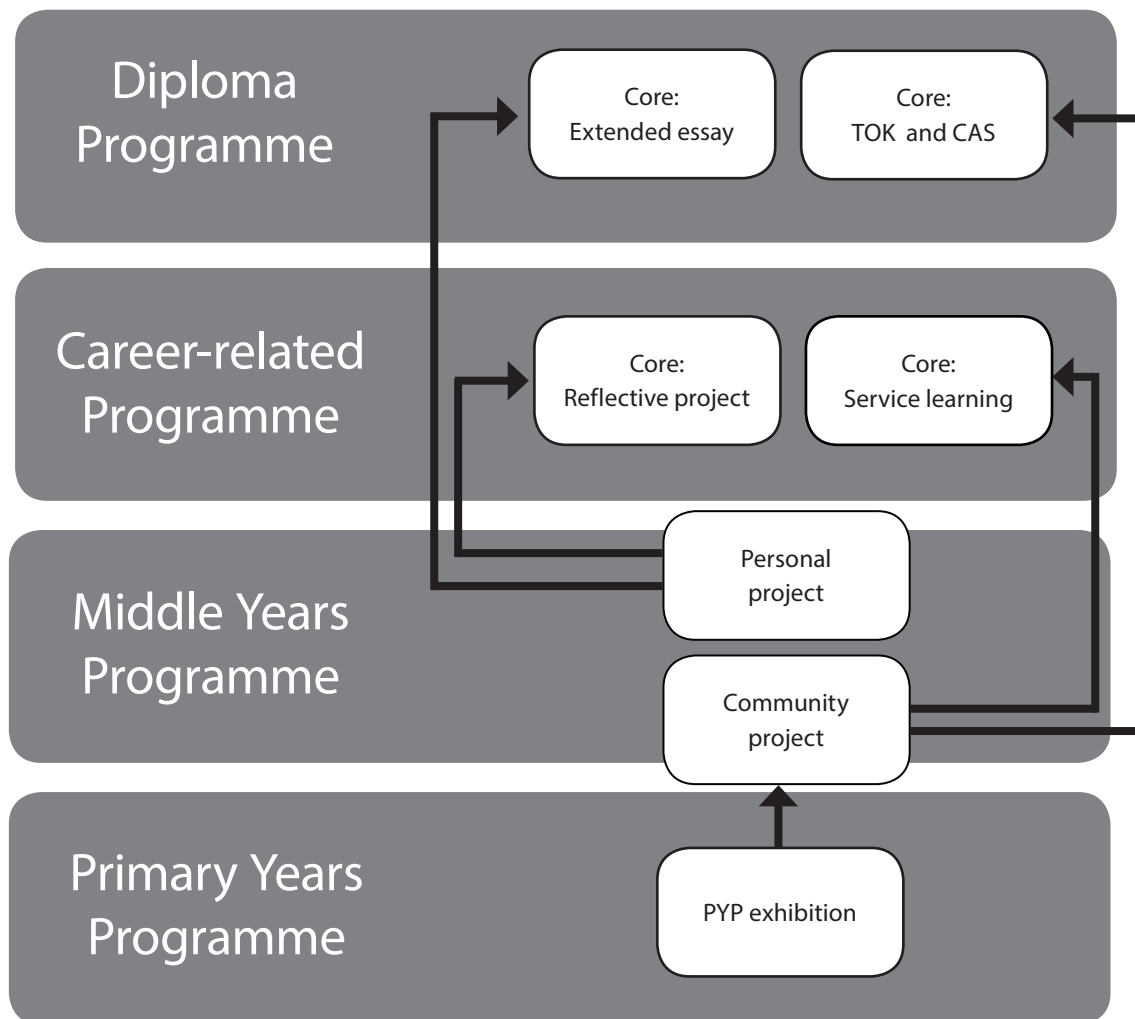 Diploma
Programme
Core:
Extended essay
Core:
TOK and CAS
Career-related
Programme
Core:
Reflective project
Core:
Service learning
Middle Years
Programme
Personal
project
Community
project
Primary Years
Programme
PYP exhibition